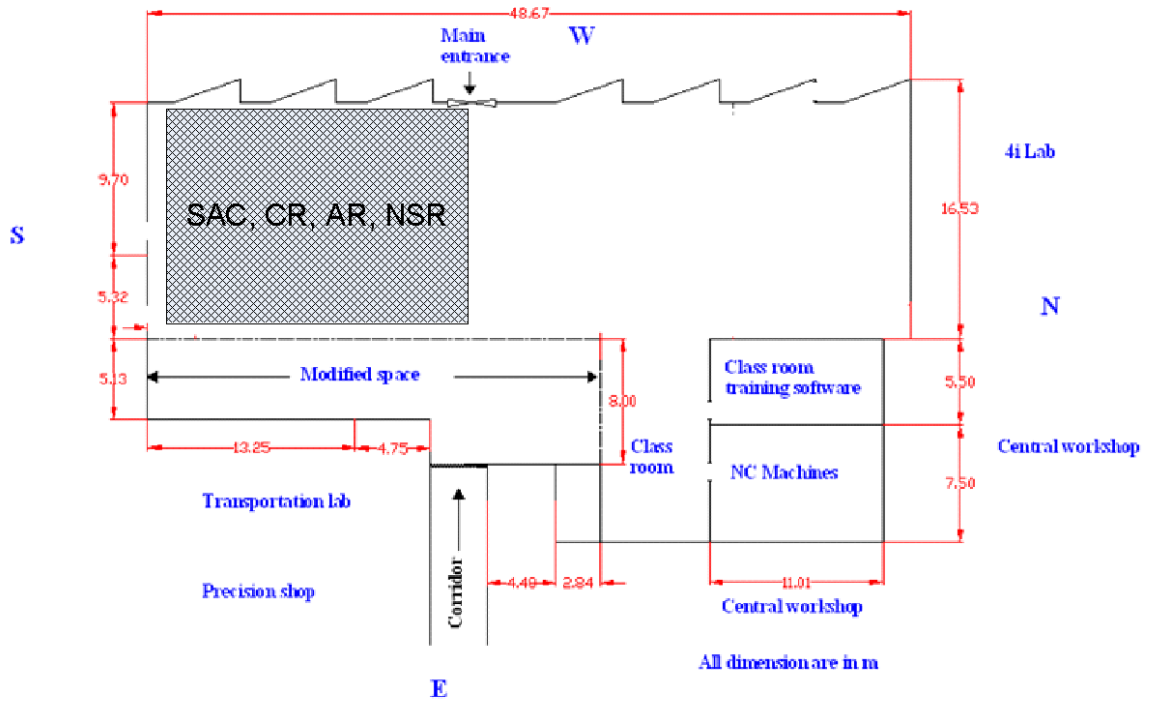 48.67
W
Main
entrance
4i Lab
9.70
SAC, CR, AR, NSR
16.53
S
5.32
N
5.13
Modified space
Class room
training software
5.50
8.00
13.25
4.75
Class
room
Central workshop
NC Machines
7.50
Transportation lab
Corridor
4.49
2.84
11.01
Precision shop
Central workshop
All dimension are in m
E